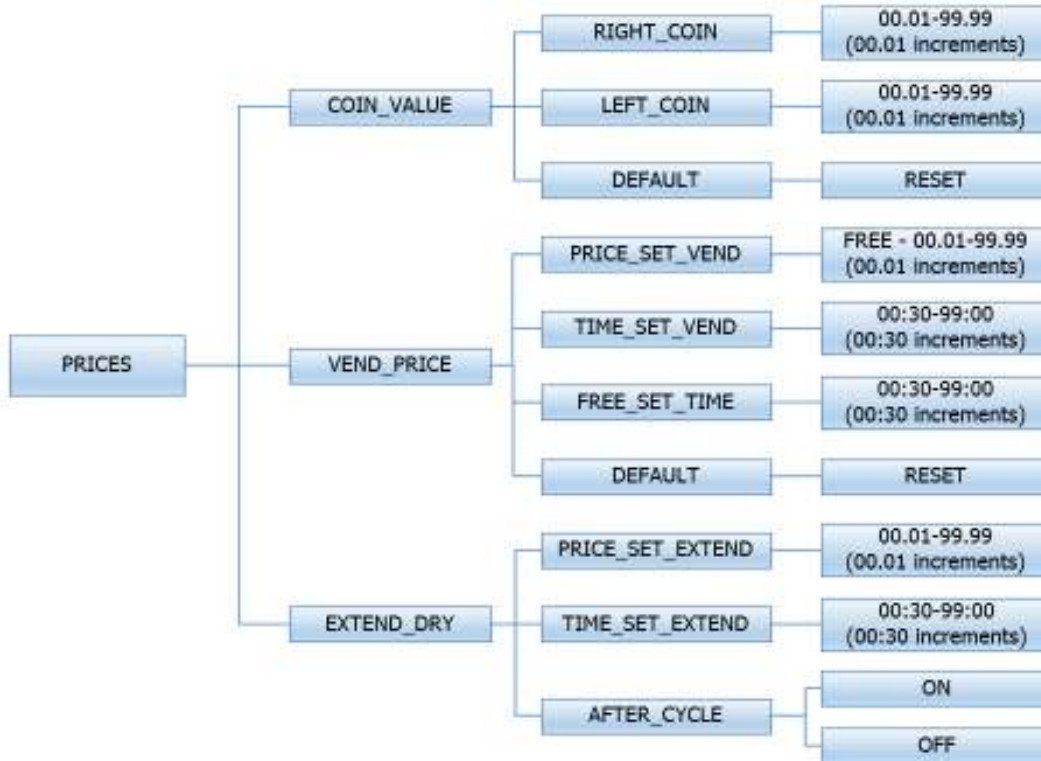 RIGHT_COIN
00.01-99.99
(00.01 increments)
COIN_VALUE
LEFT_COIN
00.01-99.99
(00.01 increments)
DEFAULT
RESET
PRICE_SET_VEND
FREE - 00.01-99.99
(00.01 increments)
TIME_SET_VEND
00:30-99:00
(00:30 increments)
PRICES
VEND_PRICE
FREE_SET_TIME
00:30-99:00
(00:30 increments)
DEFAULT
RESET
PRICE_SET_EXTEND
00.01-99.99
(00.01 increments)
EXTEND_DRY
TIME_SET_EXTEND
00:30-99:00
(00:30 increments)
AFTER_CYCLE
ON
OFF